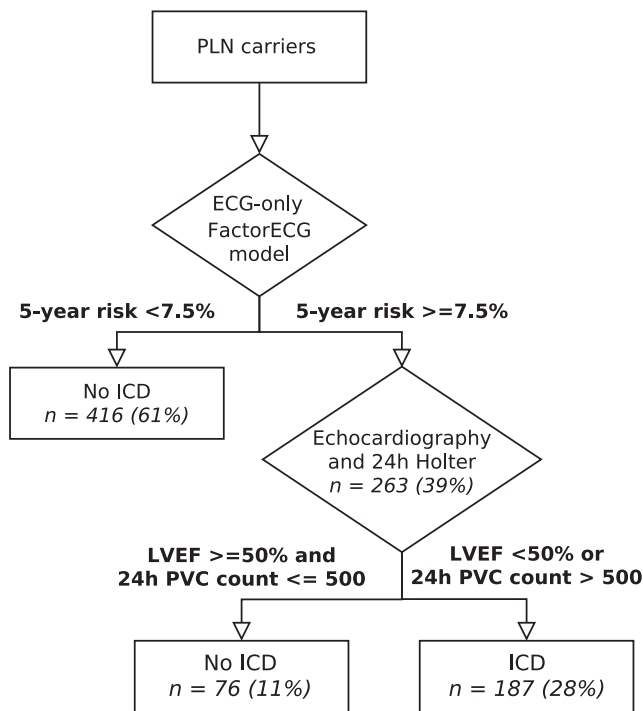 PLN carriers
ECG-only
FactorECG
model
5-year risk <7.5%
5-year risk >=7.5%
No ICD
n = 416 (61%)
Echocardiography
and 24h Holter
n = 263 (39%)
LVEF >=50% and
24h PVC count <= 500
LVEF <50% or
24h PVC count > 500
No ICD
n = 76 (11%)
ICD
n = 187 (28%)